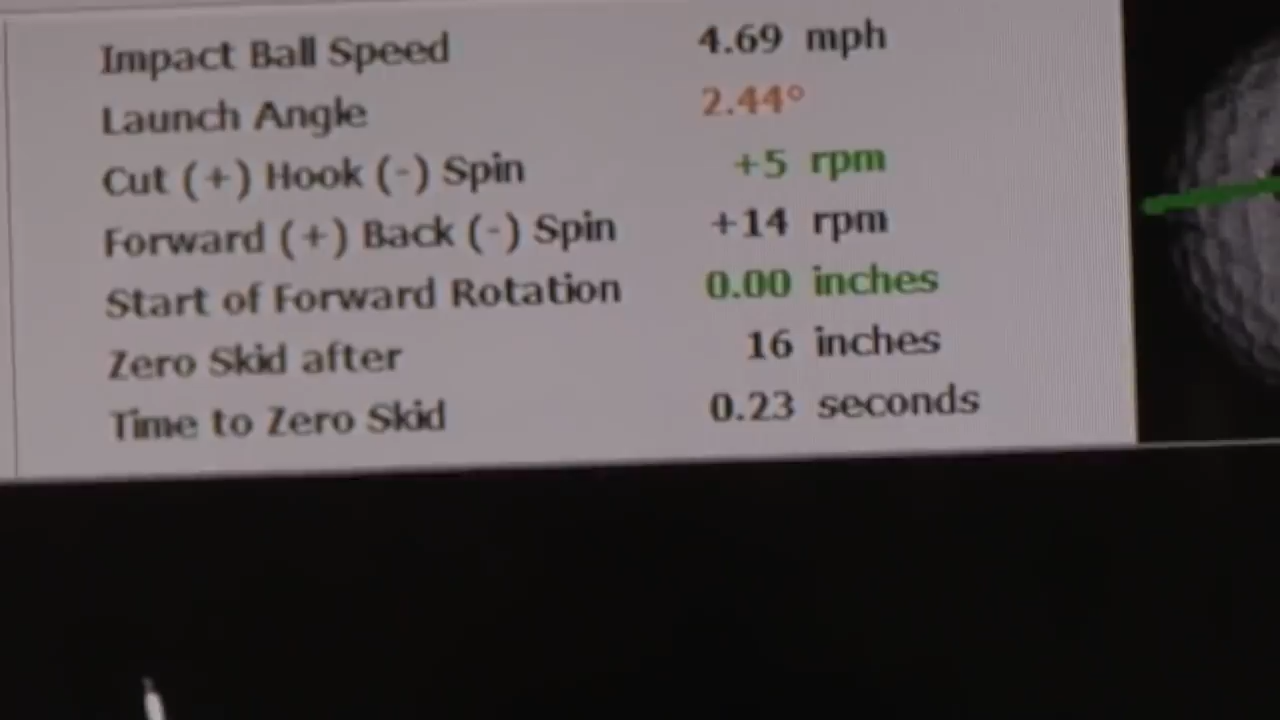 Impact Ball Speed 4.69 mph
Launch Angle 2.44°
Cut (+) Hook (-) Spin +5 rpm
Forward (+) Back (-) Spin +14 rpm
Start of Forward Rotation 0.00 inches
Zero Skid after 16 inches
Time to Zero Skid 0.23 seconds